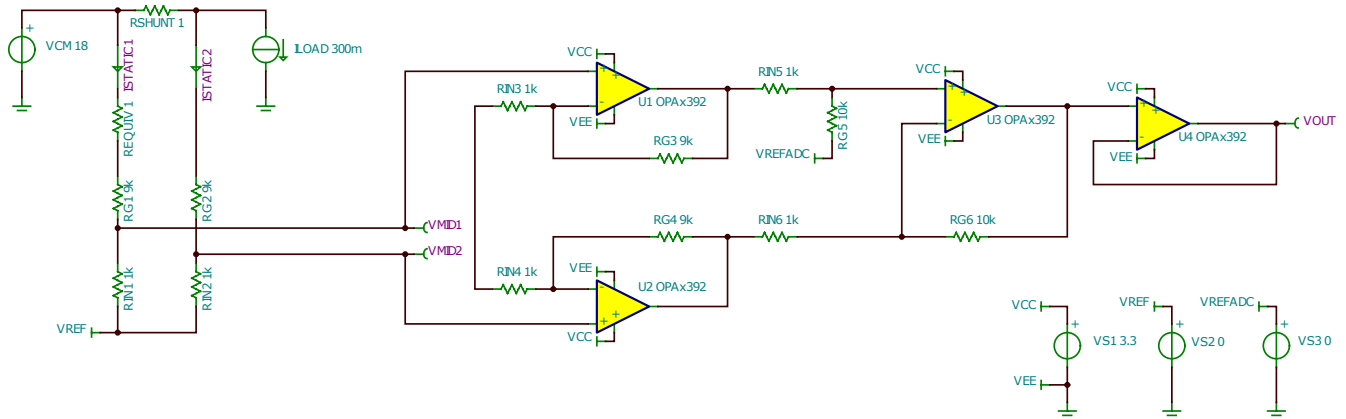 RSHUNT 1
VCM 18
ISTATIC1
ISTATIC2
ILOAD 300m
REQUIV 1
RG1 9k
RG2 9k
VMID1
VMID2
RIN1 1k
RIN2 1k
VREF
VCC
RIN3 1k
U1 OPAx392
VEE
RG3 9k
RIN5 1k
RG5 10k
VREFADC
VCC
U3 OPAx392
VEE
VCC
U4 OPAx392
VEE
VOUT
RG4 9k
RIN6 1k
RG6 10k
RIN4 1k
VEE
U2 OPAx392
VCC
VCC
VREF
VREFADC
VS1 3.3
VS2 0
VS3 0
VEE